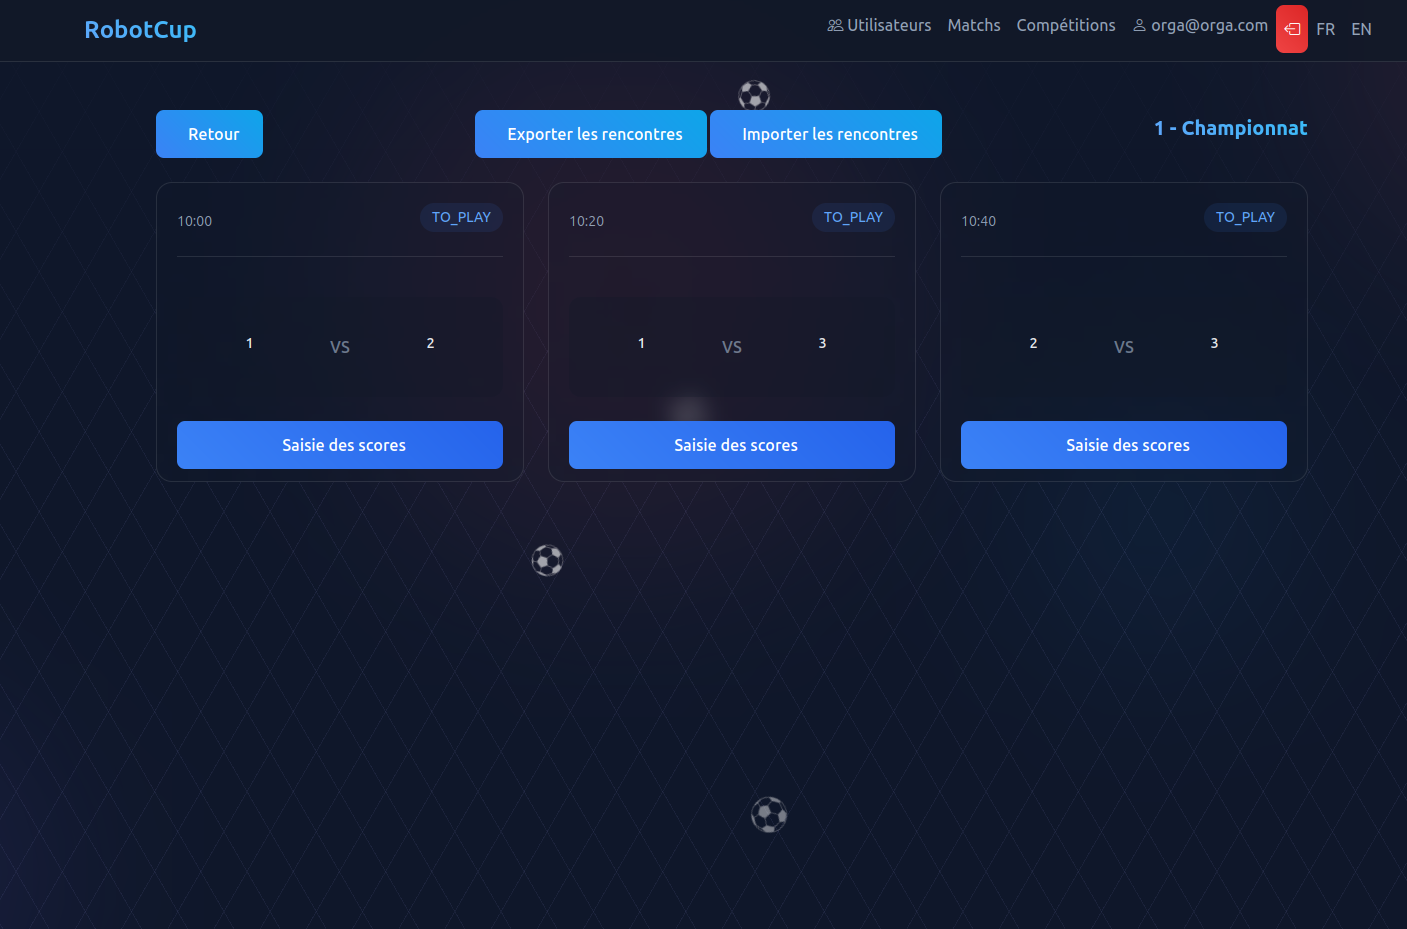 RobotCup
Utilisateurs Matchs Compétitions orga@orga.com FR EN
Retour
Exporter les rencontres
Importer les rencontres
1 - Championnat
10:00 TO_PLAY
1 VS 2
Saisie des scores
10:20 TO_PLAY
1 VS 3
Saisie des scores
10:40 TO_PLAY
2 VS 3
Saisie des scores